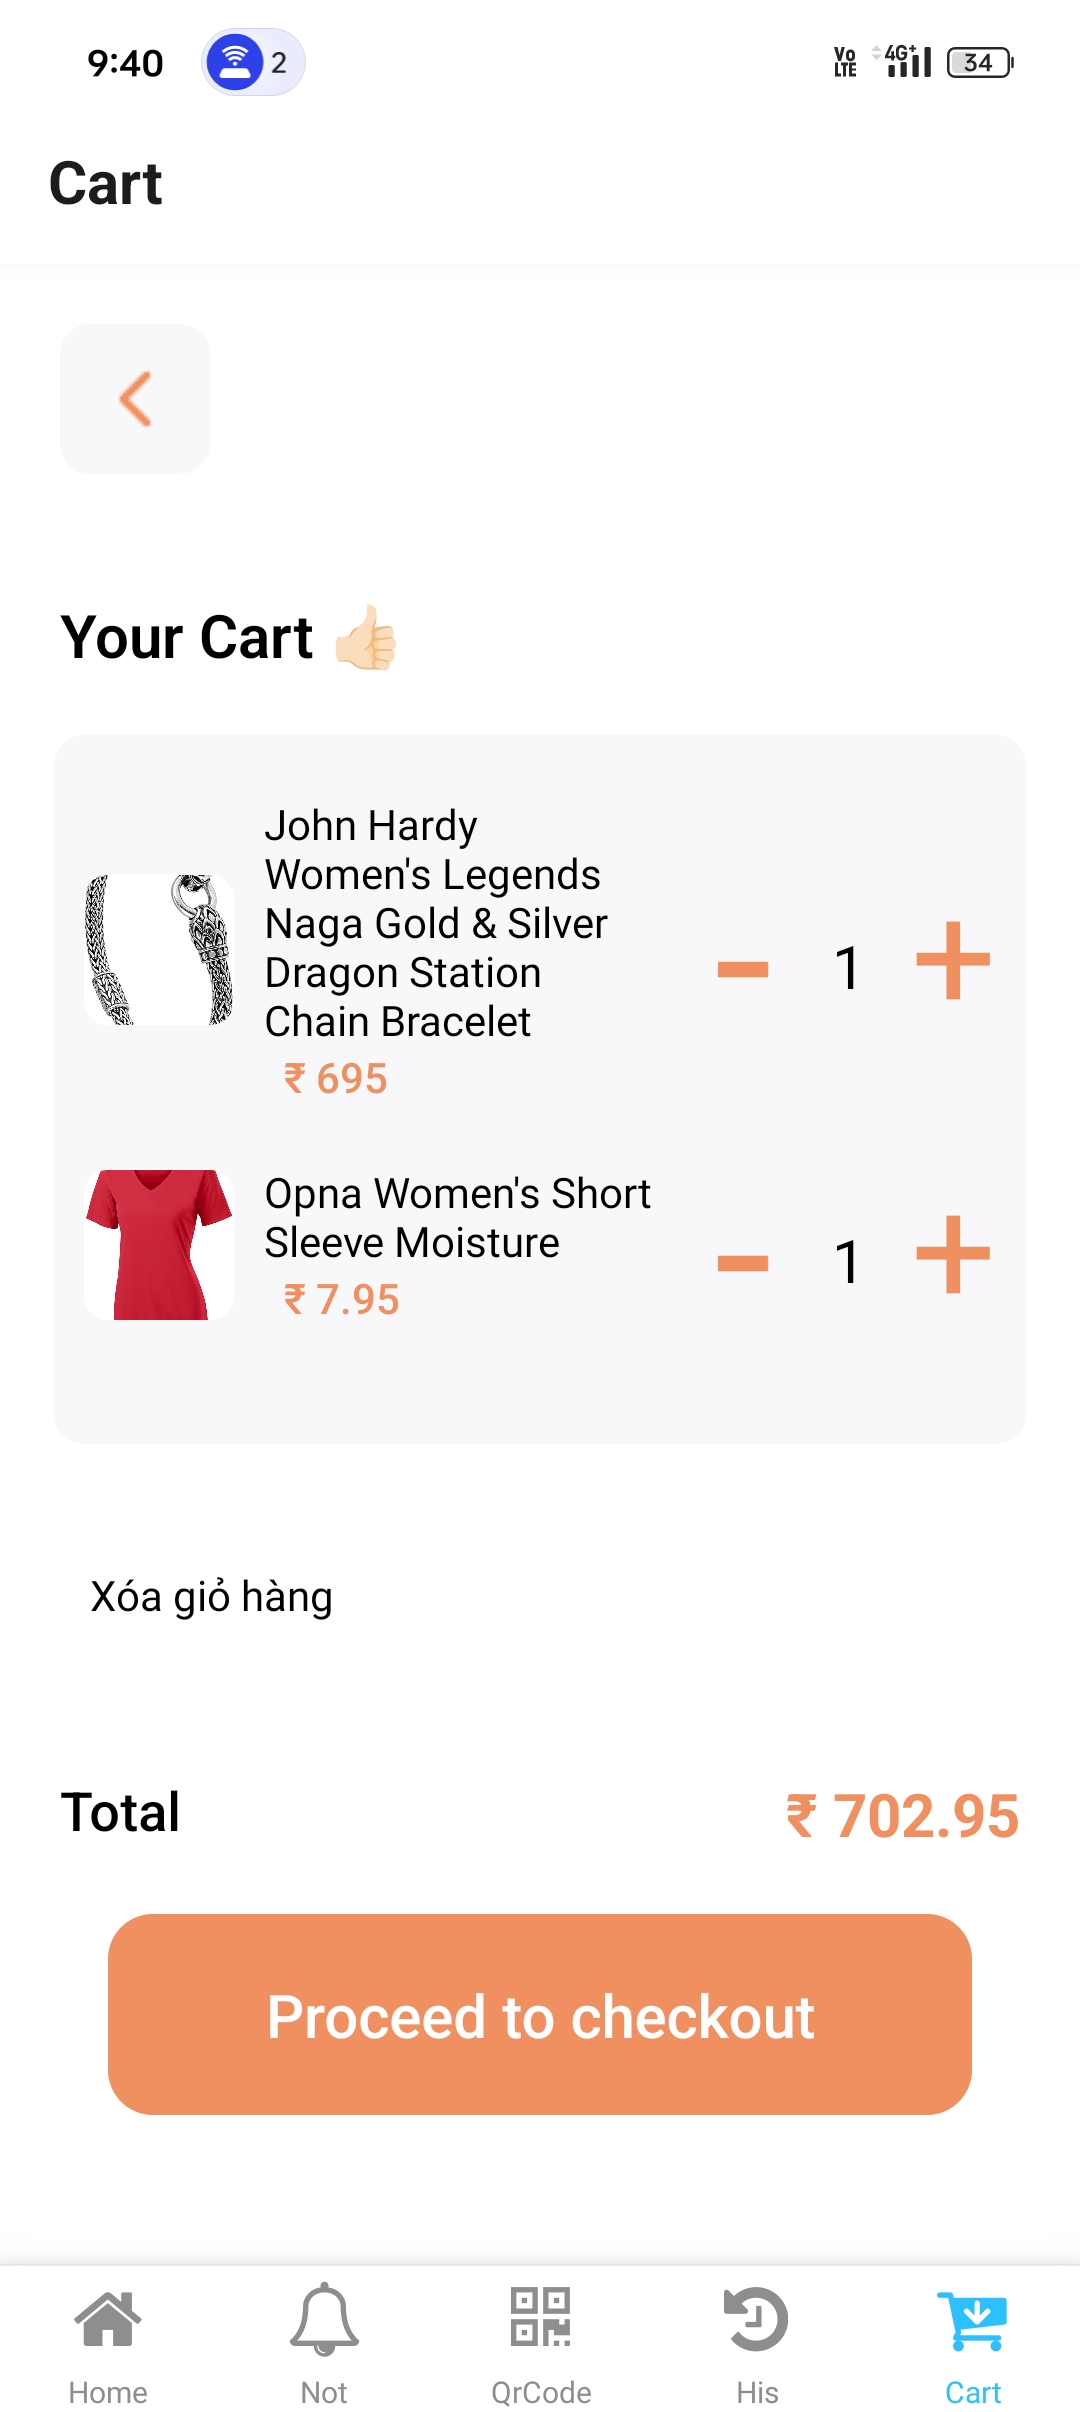 9:40
2
Vo
LTE
4G+
34
Cart
Your Cart 👍🏻
John Hardy
Women's Legends
Naga Gold & Silver
Dragon Station
Chain Bracelet
₹ 695
1
Opna Women's Short
Sleeve Moisture
₹ 7.95
1
Xóa giỏ hàng
Total
₹ 702.95
Proceed to checkout
Home
Not
QrCode
His
Cart